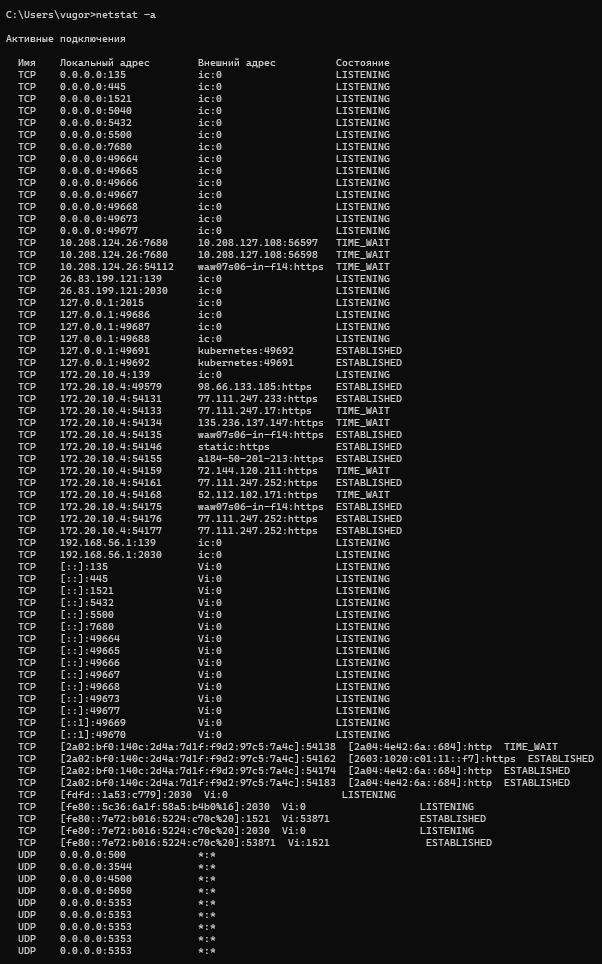 C:\Users\vugor>netstat -a
Активные подключения
Имя Локальный адрес Внешний адрес Состояние
TCP 0.0.0.0:135 ic:0 LISTENING
TCP 0.0.0.0:445 ic:0 LISTENING
TCP 0.0.0.0:1521 ic:0 LISTENING
TCP 0.0.0.0:5040 ic:0 LISTENING
TCP 0.0.0.0:5432 ic:0 LISTENING
TCP 0.0.0.0:5500 ic:0 LISTENING
TCP 0.0.0.0:7680 ic:0 LISTENING
TCP 0.0.0.0:49664 ic:0 LISTENING
TCP 0.0.0.0:49665 ic:0 LISTENING
TCP 0.0.0.0:49666 ic:0 LISTENING
TCP 0.0.0.0:49667 ic:0 LISTENING
TCP 0.0.0.0:49668 ic:0 LISTENING
TCP 0.0.0.0:49673 ic:0 LISTENING
TCP 0.0.0.0:49677 ic:0 LISTENING
TCP 10.208.124.26:7680 10.208.127.108:56597 TIME_WAIT
TCP 10.208.124.26:7680 10.208.127.108:56598 TIME_WAIT
TCP 10.208.124.26:54112 waw07s06-in-f14:https TIME_WAIT
TCP 26.83.199.121:139 ic:0 LISTENING
TCP 26.83.199.121:2030 ic:0 LISTENING
TCP 127.0.0.1:2015 ic:0 LISTENING
TCP 127.0.0.1:49686 ic:0 LISTENING
TCP 127.0.0.1:49687 ic:0 LISTENING
TCP 127.0.0.1:49688 ic:0 LISTENING
TCP 127.0.0.1:49691 kubernetes:49692 ESTABLISHED
TCP 127.0.0.1:49692 kubernetes:49691 ESTABLISHED
TCP 172.20.10.4:139 ic:0 LISTENING
TCP 172.20.10.4:49579 98.66.133.185:https ESTABLISHED
TCP 172.20.10.4:54131 77.111.247.233:https ESTABLISHED
TCP 172.20.10.4:54133 77.111.247.17:https TIME_WAIT
TCP 172.20.10.4:54134 135.236.137.147:https TIME_WAIT
TCP 172.20.10.4:54135 waw07s06-in-f14:https ESTABLISHED
TCP 172.20.10.4:54146 static:https ESTABLISHED
TCP 172.20.10.4:54155 a184-50-201-213:https ESTABLISHED
TCP 172.20.10.4:54159 72.144.120.211:https TIME_WAIT
TCP 172.20.10.4:54161 77.111.247.252:https ESTABLISHED
TCP 172.20.10.4:54168 52.112.102.171:https TIME_WAIT
TCP 172.20.10.4:54175 waw07s06-in-f14:https ESTABLISHED
TCP 172.20.10.4:54176 77.111.247.252:https ESTABLISHED
TCP 172.20.10.4:54177 77.111.247.252:https ESTABLISHED
TCP 192.168.56.1:139 ic:0 LISTENING
TCP 192.168.56.1:2030 ic:0 LISTENING
TCP [::]:135 Vi:0 LISTENING
TCP [::]:445 Vi:0 LISTENING
TCP [::]:1521 Vi:0 LISTENING
TCP [::]:5432 Vi:0 LISTENING
TCP [::]:5500 Vi:0 LISTENING
TCP [::]:7680 Vi:0 LISTENING
TCP [::]:49664 Vi:0 LISTENING
TCP [::]:49665 Vi:0 LISTENING
TCP [::]:49666 Vi:0 LISTENING
TCP [::]:49667 Vi:0 LISTENING
TCP [::]:49668 Vi:0 LISTENING
TCP [::]:49673 Vi:0 LISTENING
TCP [::]:49677 Vi:0 LISTENING
TCP [::1]:49669 Vi:0 LISTENING
TCP [::1]:49670 Vi:0 LISTENING
TCP [2a02:bf0:140c:2d4a:7d1f:f9d2:97c5:7a4c]:54138 [2a04:4e42:6a::684]:http TIME_WAIT
TCP [2a02:bf0:140c:2d4a:7d1f:f9d2:97c5:7a4c]:54162 [2603:1020:c01:11::f7]:https ESTABLISHED
TCP [2a02:bf0:140c:2d4a:7d1f:f9d2:97c5:7a4c]:54174 [2a04:4e42:6a::684]:http ESTABLISHED
TCP [2a02:bf0:140c:2d4a:7d1f:f9d2:97c5:7a4c]:54183 [2a04:4e42:6a::684]:http ESTABLISHED
TCP [fdfd::1a53:c779]:2030 Vi:0 LISTENING
TCP [fe80::5c36:6a1f:58a5:b4b0%16]:2030 Vi:0 LISTENING
TCP [fe80::7e72:b016:5224:c70c%20]:1521 Vi:53871 ESTABLISHED
TCP [fe80::7e72:b016:5224:c70c%20]:2030 Vi:0 LISTENING
TCP [fe80::7e72:b016:5224:c70c%20]:53871 Vi:1521 ESTABLISHED
UDP 0.0.0.0:500 *:*
UDP 0.0.0.0:3544 *:*
UDP 0.0.0.0:4500 *:*
UDP 0.0.0.0:5050 *:*
UDP 0.0.0.0:5353 *:*
UDP 0.0.0.0:5353 *:*
UDP 0.0.0.0:5353 *:*
UDP 0.0.0.0:5353 *:*
UDP 0.0.0.0:5353 *:*